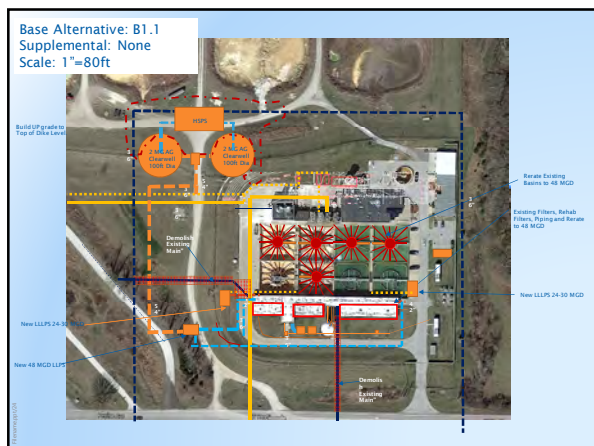 Base Alternative: B1.1
Supplemental: None
Scale: 1"=80ft
Build UP grade to
Top of Dike Level
HSPS
2 MG AG
Clearwell
100ft Dia
2 MG AG
Clearwell
100ft Dia
Rerate Existing
Basins to 48 MGD
Existing Filters, Rehab
Filters, Piping and Rerate
to 48 MGD
Demolish
Existing
Main"
New LLLPS 24-30 MGD
New LLLPS 24-30 MGD
New 48 MGD LLPS
Demolis
h
Existing
Main"